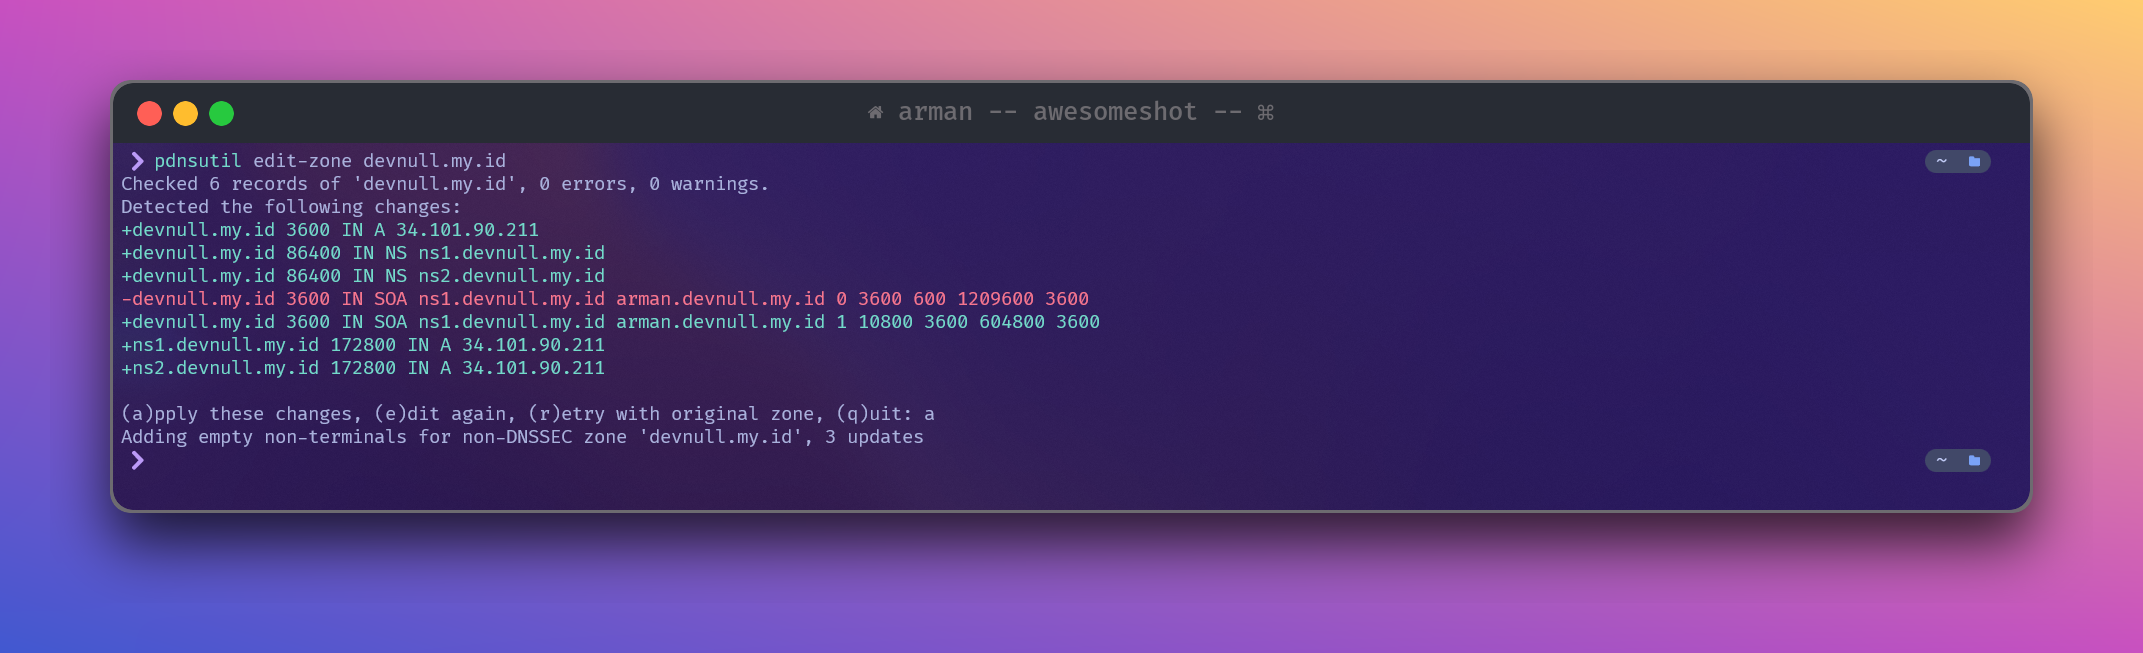 arman -- awesomeshot -- ⌘
❯ pdnsutil edit-zone devnull.my.id ~
Checked 6 records of 'devnull.my.id', 0 errors, 0 warnings.
Detected the following changes:
+devnull.my.id 3600 IN A 34.101.90.211
+devnull.my.id 86400 IN NS ns1.devnull.my.id
+devnull.my.id 86400 IN NS ns2.devnull.my.id
-devnull.my.id 3600 IN SOA ns1.devnull.my.id arman.devnull.my.id 0 3600 600 1209600 3600
+devnull.my.id 3600 IN SOA ns1.devnull.my.id arman.devnull.my.id 1 10800 3600 604800 3600
+ns1.devnull.my.id 172800 IN A 34.101.90.211
+ns2.devnull.my.id 172800 IN A 34.101.90.211
(a)pply these changes, (e)dit again, (r)etry with original zone, (q)uit: a
Adding empty non-terminals for non-DNSSEC zone 'devnull.my.id', 3 updates
❯ ~